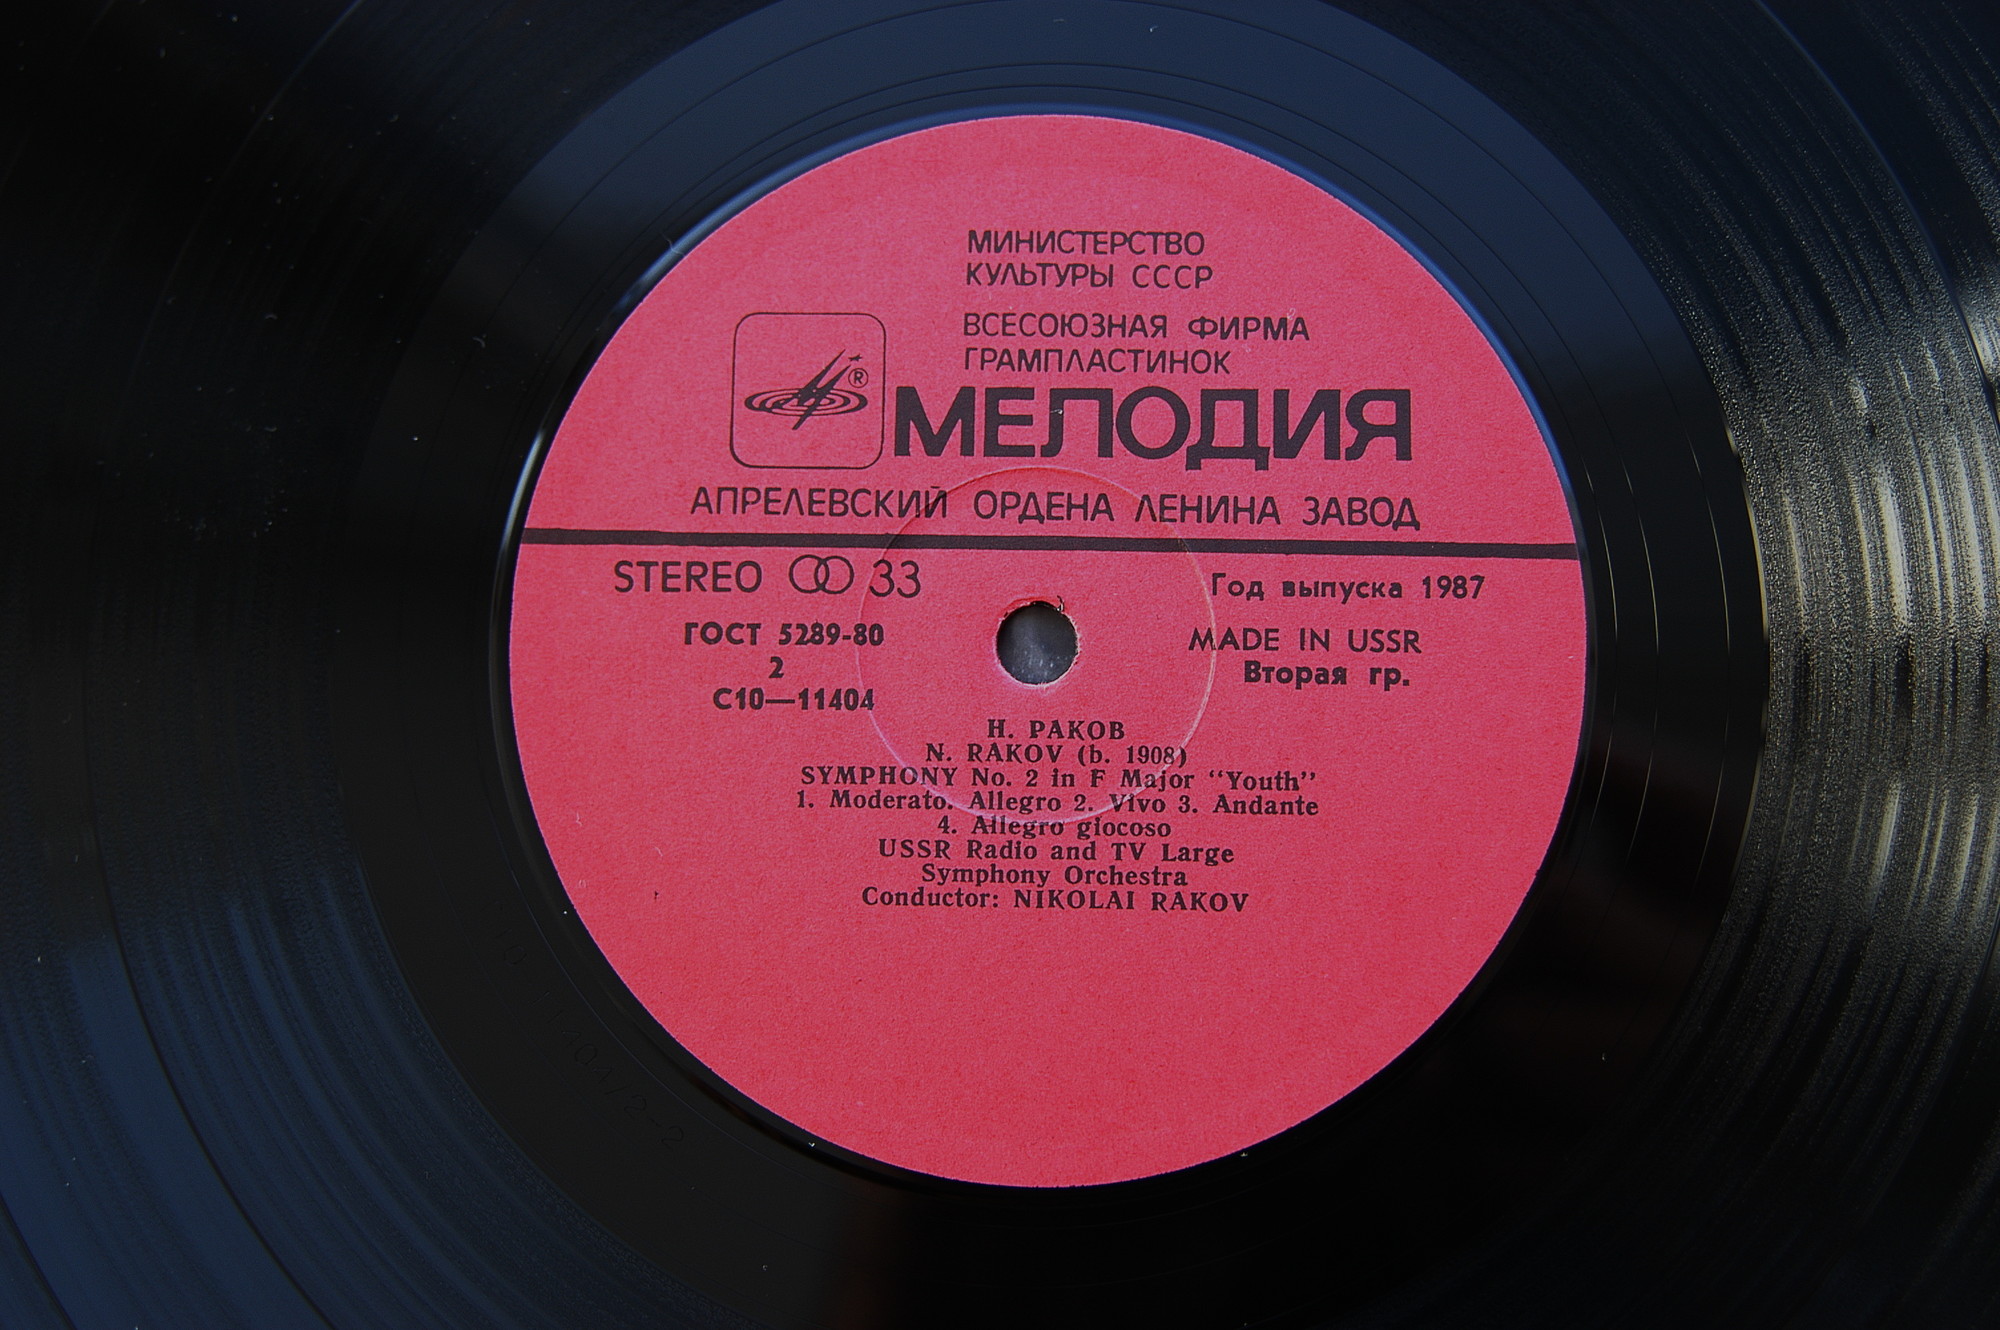 МИНИСТЕРСТВО
КУЛЬТУРЫ СССР
ВСЕСОЮЗНАЯ ФИРМА
ГРАМПЛАСТИНОК
®
МЕЛОДИЯ
АПРЕЛЕВСКИЙ ОРДЕНА ЛЕНИНА ЗАВОД
STEREO 33
Год выпуска 1987
ГОСТ 5289-80
MADE IN USSR
2
Вторая гр.
С10—11404
Н. РАКОВ
N. RAKOV (b. 1908)
SYMPHONY No. 2 in F Major “Youth”
1. Moderato. Allegro 2. Vivo 3. Andante
4. Allegro giocoso
USSR Radio and TV Large
Symphony Orchestra
Conductor: NIKOLAI RAKOV